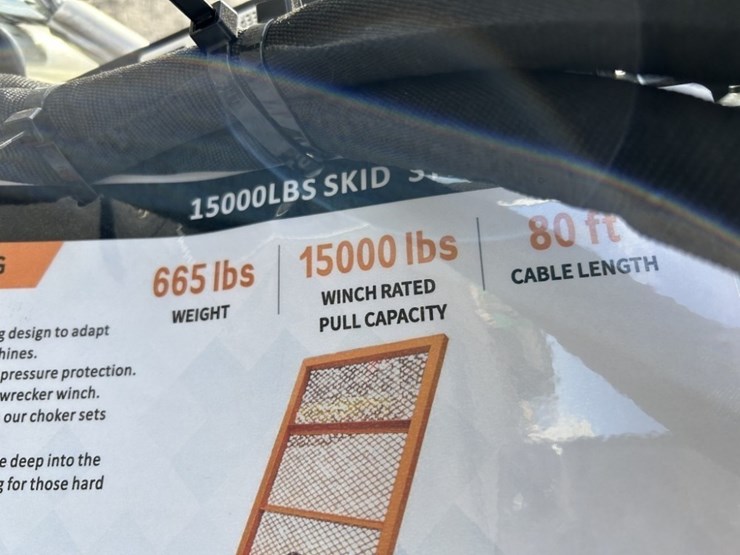 15000LBS SKID
665 lbs
WEIGHT
15000 lbs
WINCH RATED
PULL CAPACITY
80 ft
CABLE LENGTH
design to adapt
pressure protection.
wrecker winch.
our choker sets
deep into the
for those hard